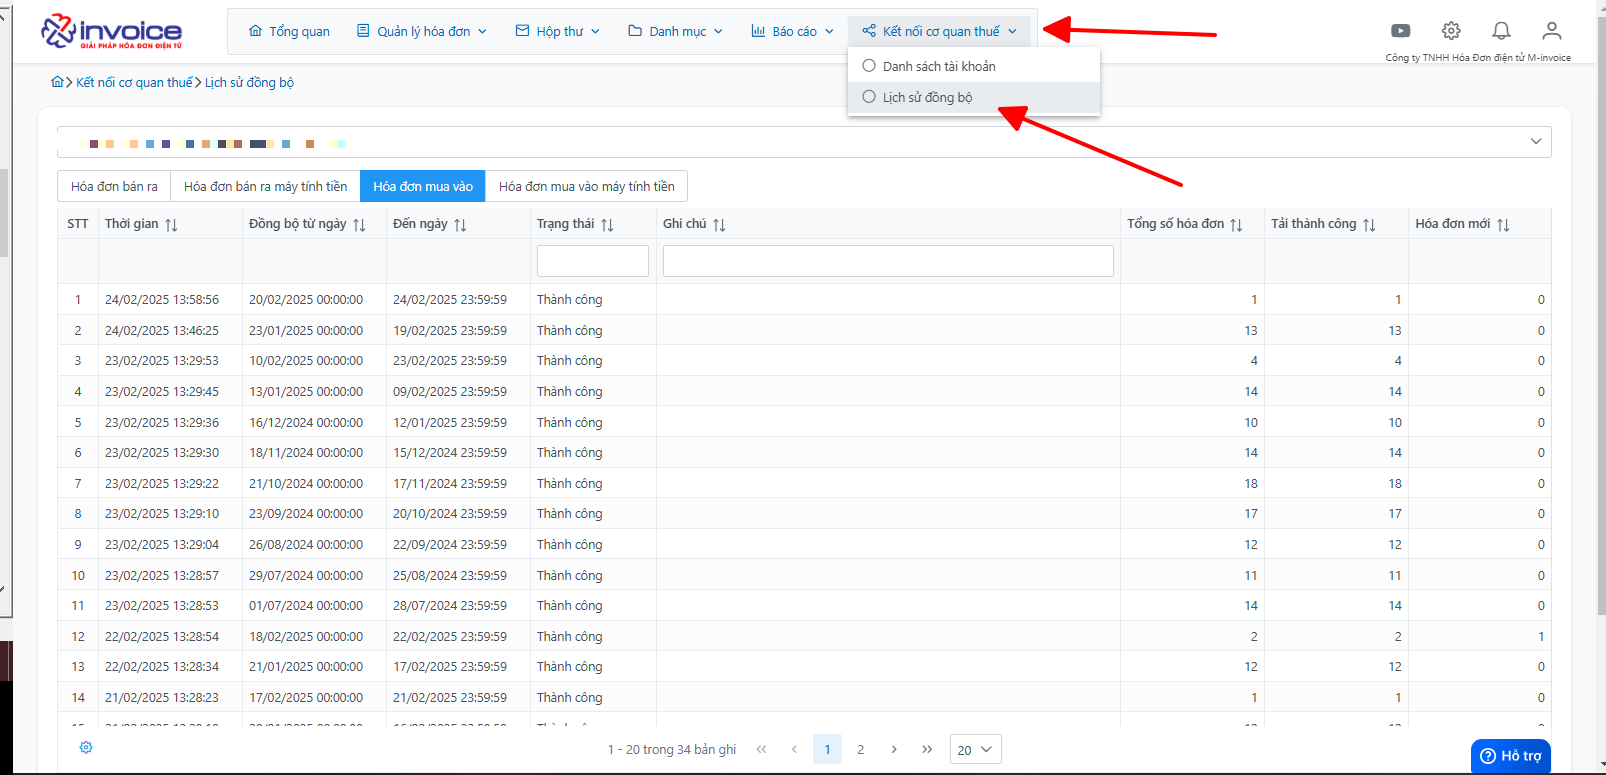 invoice
GIẢI PHÁP HÓA ĐƠN ĐIỆN TỬ
Tổng quan Quản lý hóa đơn Hộp thư Danh mục Báo cáo Kết nối cơ quan thuế
Công ty TNHH Hóa Đơn điện tử M-invoice
Danh sách tài khoản
Lịch sử đồng bộ
Kết nối cơ quan thuế Lịch sử đồng bộ
Hóa đơn bán ra Hóa đơn bán ra máy tính tiền Hóa đơn mua vào Hóa đơn mua vào máy tính tiền
STT Thời gian Đồng bộ từ ngày Đến ngày Trạng thái Ghi chú Tổng số hóa đơn Tải thành công Hóa đơn mới
1 24/02/2025 13:58:56 20/02/2025 00:00:00 24/02/2025 23:59:59 Thành công 1 1 0
2 24/02/2025 13:46:25 23/01/2025 00:00:00 19/02/2025 23:59:59 Thành công 13 13 0
3 23/02/2025 13:29:53 10/02/2025 00:00:00 23/02/2025 23:59:59 Thành công 4 4 0
4 23/02/2025 13:29:45 13/01/2025 00:00:00 09/02/2025 23:59:59 Thành công 14 14 0
5 23/02/2025 13:29:36 16/12/2024 00:00:00 12/01/2025 23:59:59 Thành công 10 10 0
6 23/02/2025 13:29:30 18/11/2024 00:00:00 15/12/2024 23:59:59 Thành công 14 14 0
7 23/02/2025 13:29:22 21/10/2024 00:00:00 17/11/2024 23:59:59 Thành công 18 18 0
8 23/02/2025 13:29:10 23/09/2024 00:00:00 20/10/2024 23:59:59 Thành công 17 17 0
9 23/02/2025 13:29:04 26/08/2024 00:00:00 22/09/2024 23:59:59 Thành công 12 12 0
10 23/02/2025 13:28:57 29/07/2024 00:00:00 25/08/2024 23:59:59 Thành công 11 11 0
11 23/02/2025 13:28:53 01/07/2024 00:00:00 28/07/2024 23:59:59 Thành công 14 14 0
12 22/02/2025 13:28:54 18/02/2025 00:00:00 22/02/2025 23:59:59 Thành công 2 2 1
13 22/02/2025 13:28:34 21/01/2025 00:00:00 17/02/2025 23:59:59 Thành công 12 12 0
14 21/02/2025 13:28:23 17/02/2025 00:00:00 21/02/2025 23:59:59 Thành công 1 1 0
1 - 20 trong 34 bản ghi 1 2 20
Hỗ trợ